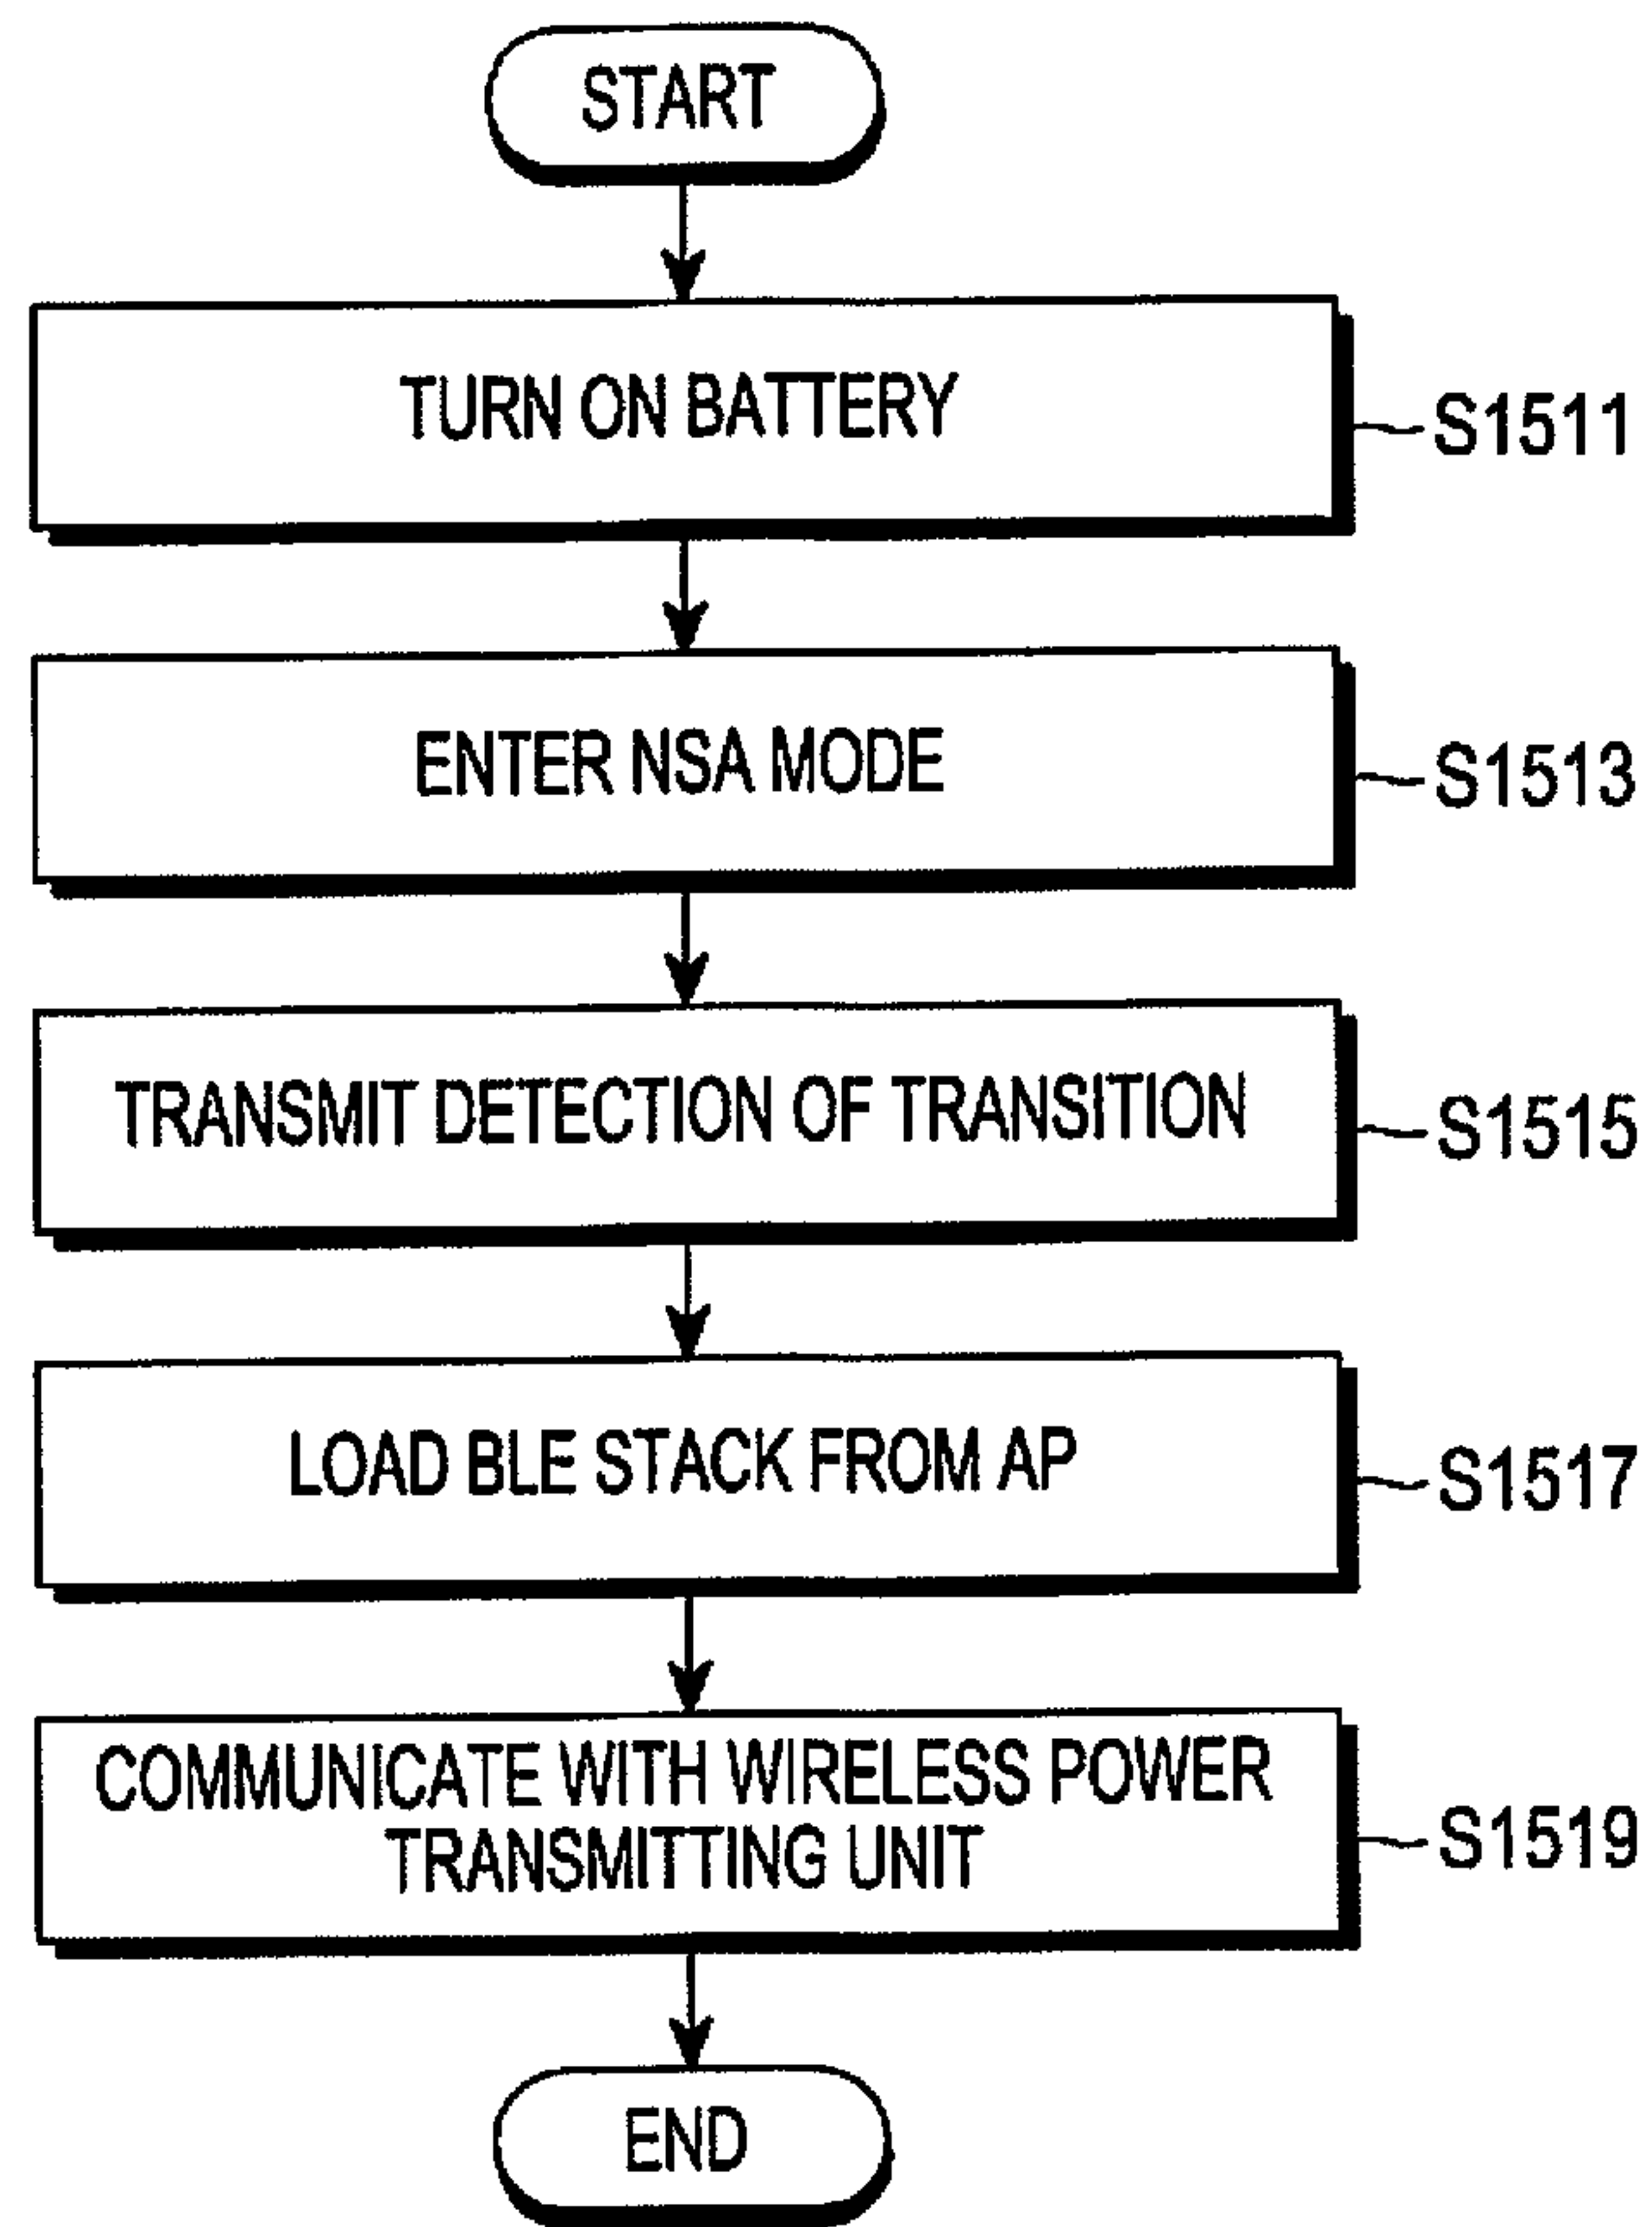 START
TURN ON BATTERY
S1511
ENTER NSA MODE
S1513
TRANSMIT DETECTION OF TRANSITION
S1515
LOAD BLE STACK FROM AP
S1517
COMMUNICATE WITH WIRELESS POWER
TRANSMITTING UNIT
S1519
END